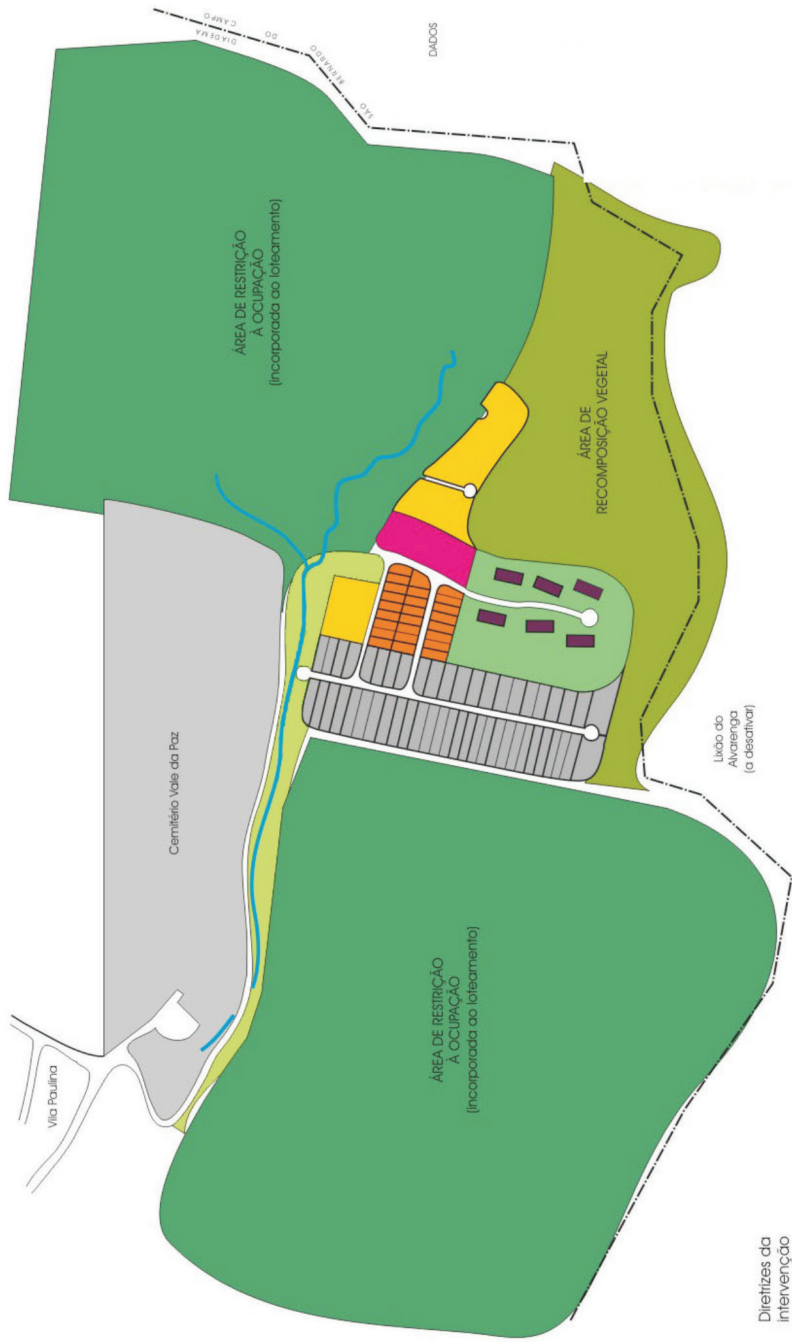 Vila Paulina
Cemitério Vale da Paz
ÁREA DE RESTRIÇÃO
À OCUPAÇÃO
(incorporada ao loteamento)
DIADEMA
SÃO
BERNARDO
DO
CAMPO
DADOS
ÁREA DE RESTRIÇÃO
À OCUPAÇÃO
(incorporada ao loteamento)
ÁREA DE
RECOMPOSIÇÃO VEGETAL
Lixão do
Alvarenga
(a desativar)
Diretrizes da
intervenção